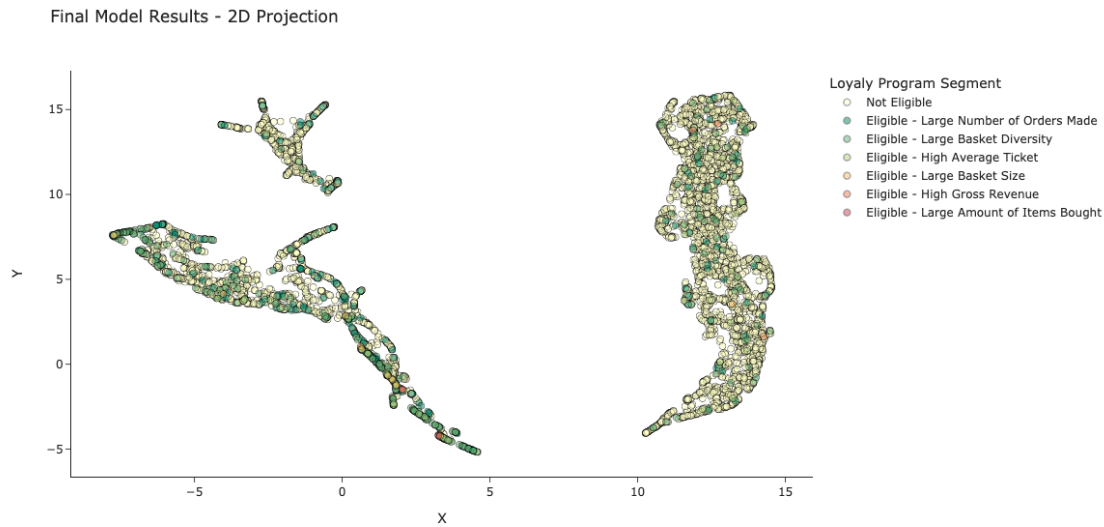 Final Model Results - 2D Projection
Loyaly Program Segment
Not Eligible
Eligible - Large Number of Orders Made
Eligible - Large Basket Diversity
Eligible - High Average Ticket
Eligible - Large Basket Size
Eligible - High Gross Revenue
Eligible - Large Amount of Items Bought
15
10
5
0
−5
Y
−5
0
5
10
15
X